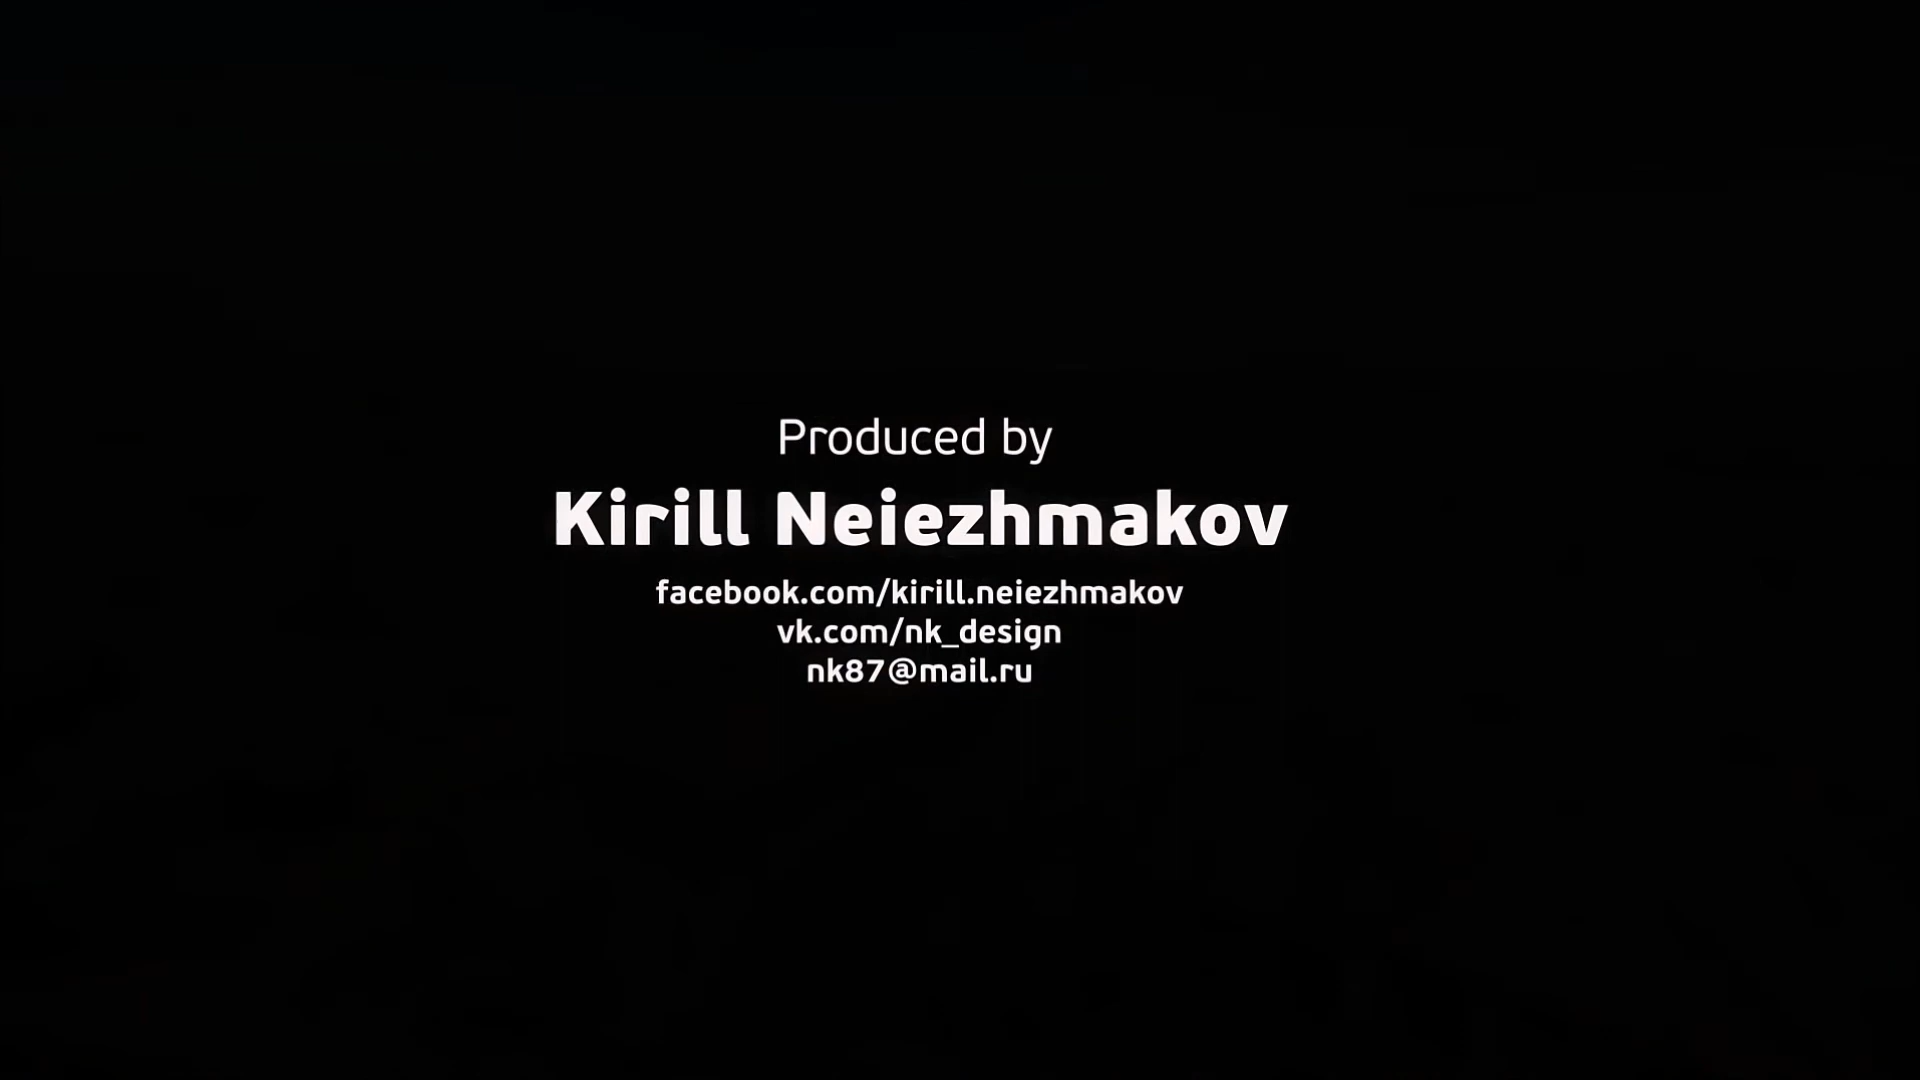 Produced by
Kirill Neiezhmakov
facebook.com/kirill.neiezhmakov
vk.com/nk_design
nk87@mail.ru